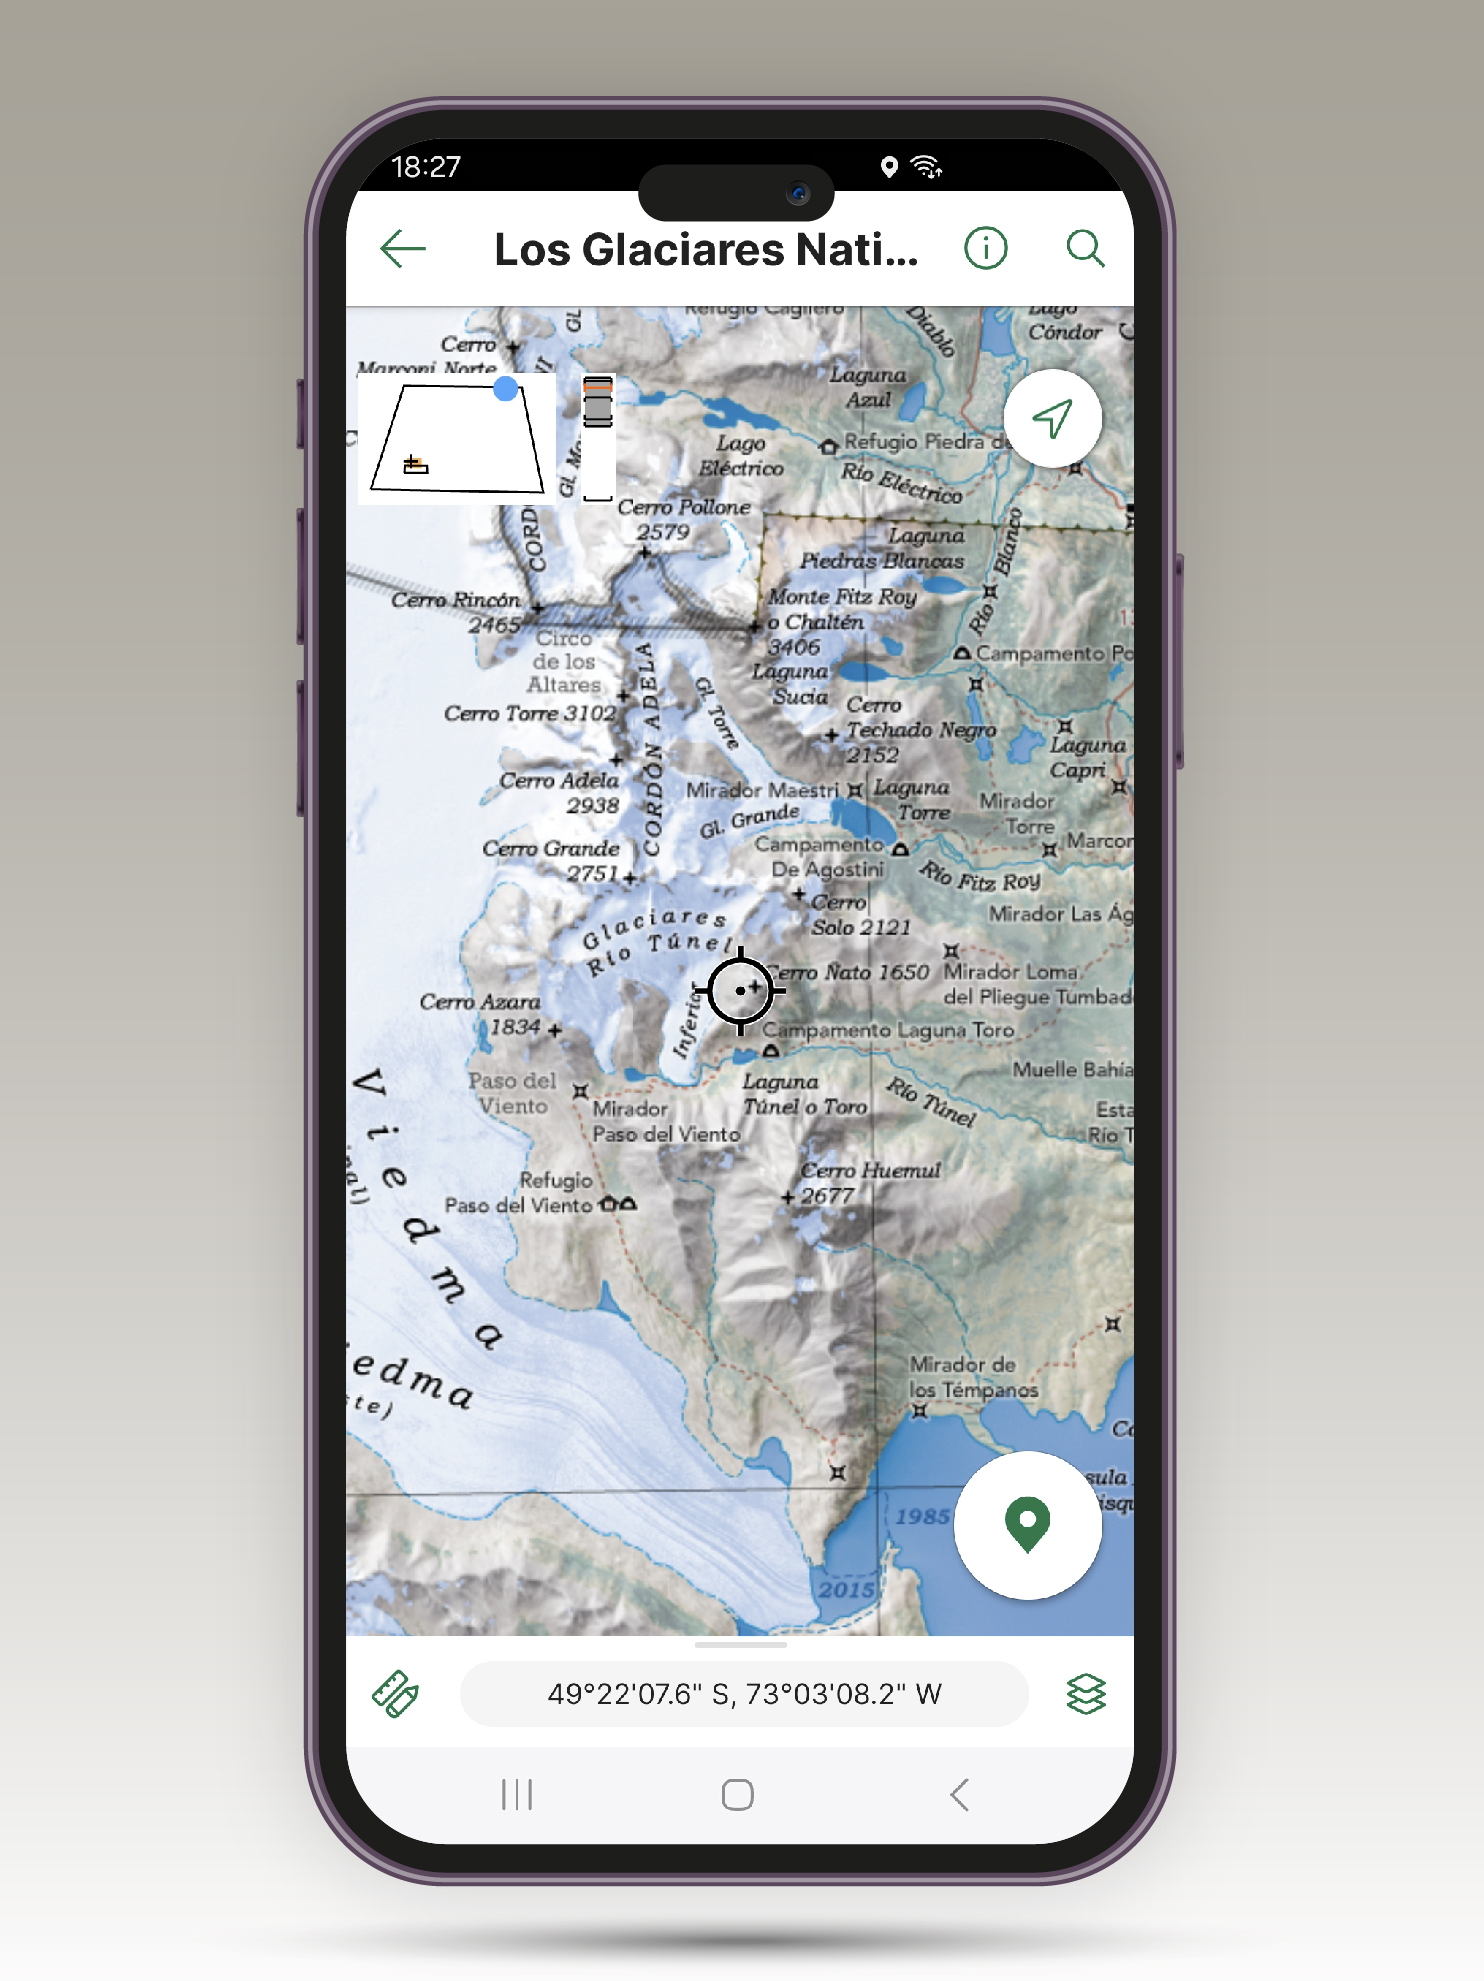 18:27
Los Glaciares Nati...
Refugio Cagliero
Gl
Diablo
Lago
Cóndor
Cerro
Marconi Norte
Laguna
Azul
Lago
Eléctrico
Refugio Piedra de
Río Eléctrico
Cerro Pollone
2579
CORD
Laguna
Piedras Blancas
Río Blanco
Cerro Rincón
2465
Monte Fitz Roy
o Chaltén
3406
Circo
de los
Altares
Laguna
Sucia
Campamento Po
Cerro Torre 3102
CORDÓN ADELA
Gl. Torre
Cerro
Techado Negro
2152
Laguna
Capri
Cerro Adela
2938
Mirador Maestri
Laguna
Torre
Mirador
Torre
Gl. Grande
Cerro Grande
2751
Campamento
De Agostini
Marcon
Río Fitz Roy
Cerro
Solo 2121
Mirador Las Ág
Glaciares
Río Túnel
Inferior
Cerro Ñato 1650
Mirador Loma
del Pliegue Tumbad
Cerro Azara
1834
Campamento Laguna Toro
Muelle Bahía
Paso del
Viento
Mirador
Paso del Viento
Laguna
Túnel o Toro
Río Túnel
Esta
Río T
Viedma
Refugio
Paso del Viento
Cerro Huemul
2677
edma
ste)
Mirador de
los Témpanos
sula
isqu
1985
2015
49°22'07.6" S, 73°03'08.2" W